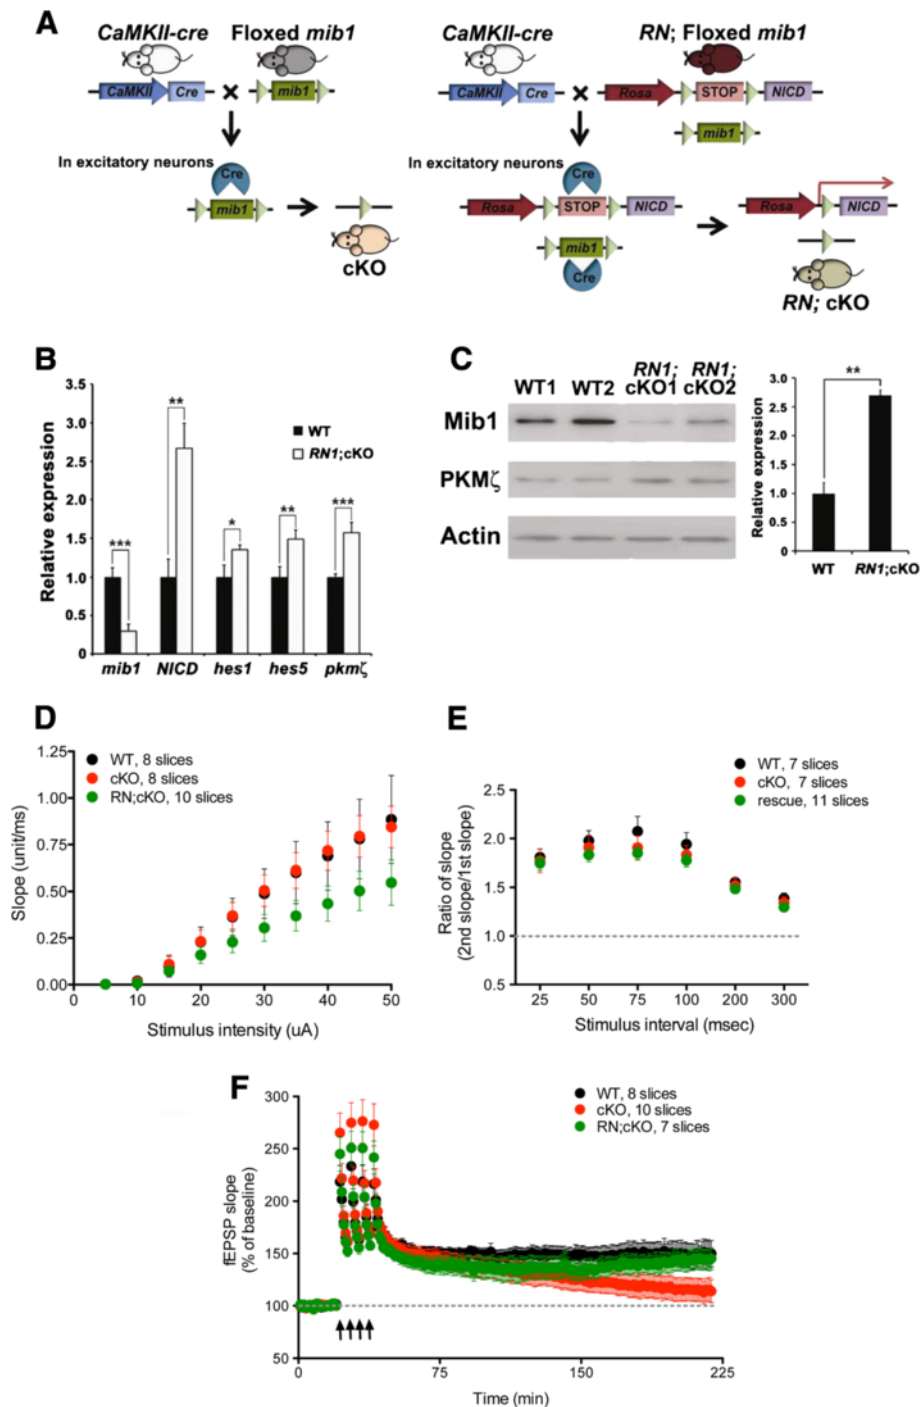 A
CaMKII-cre Floxed mib1
CaMKII Cre × mib1
In excitatory neurons
Cre
mib1
cKO
CaMKII-cre RN; Floxed mib1
CaMKII Cre × Rosa STOP NICD
mib1
In excitatory neurons
Cre
Rosa STOP NICD
mib1
Cre
Rosa NICD
RN; cKO
B
Relative expression
3.5
3.0
2.5
2.0
1.5
1.0
0.5
0
WT
RN1;cKO
*** ** * ** ***
mib1 NICD hes1 hes5 pkmζ
C
WT1 WT2 RN1;cKO1 RN1;cKO2
Mib1
PKMζ
Actin
Relative expression
3.0
2.5
2.0
1.5
1.0
0.5
0
**
WT RN1;cKO
D
WT, 8 slices
cKO, 8 slices
RN;cKO, 10 slices
Slope (unit/ms)
1.25
1.00
0.75
0.50
0.25
0.00
0 10 20 30 40 50
Stimulus intensity (uA)
E
WT, 7 slices
cKO, 7 slices
rescue, 11 slices
Ratio of slope
(2nd slope/1st slope)
2.5
2.0
1.5
1.0
0.5
25 50 75 100 200 300
Stimulus interval (msec)
F
WT, 8 slices
cKO, 10 slices
RN;cKO, 7 slices
fEPSP slope
(% of baseline)
300
250
200
150
100
50
0 75 150 225
Time (min)